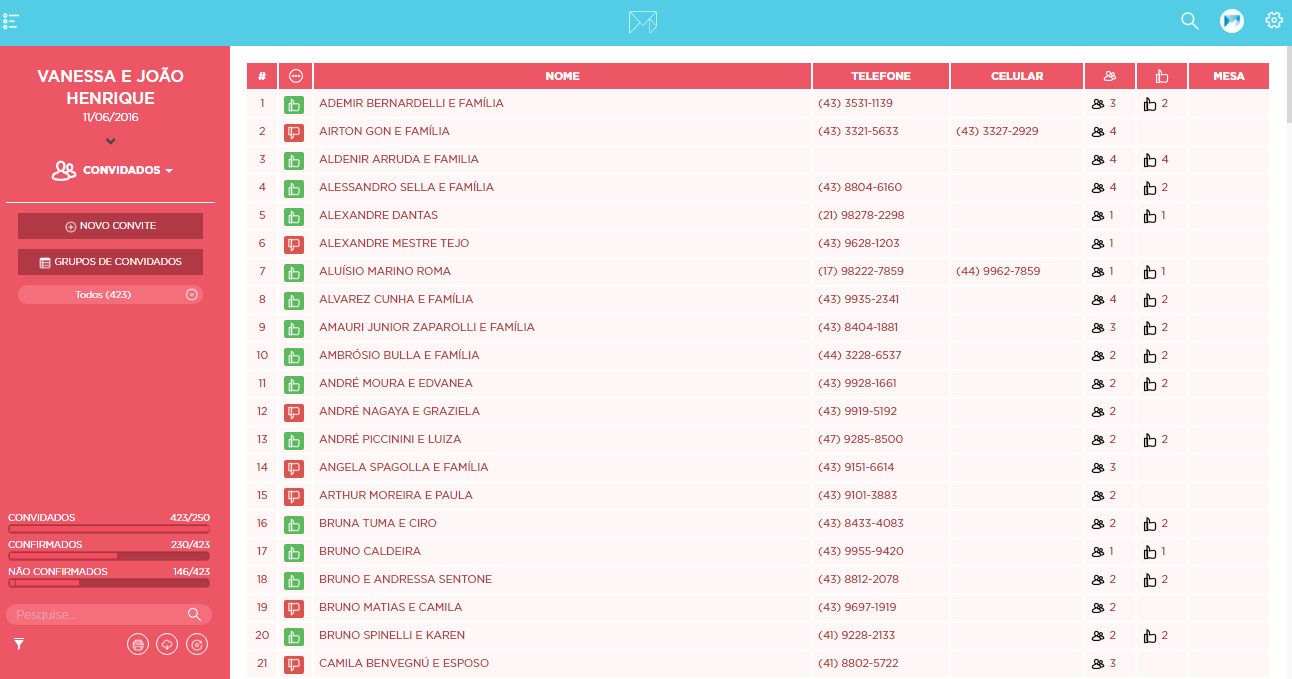 VANESSA E JOÃO
HENRIQUE
11/06/2016
CONVIDADOS
NOVO CONVITE
GRUPOS DE CONVIDADOS
Todos (423)
CONVIDADOS 423/250
CONFIRMADOS 230/423
NÃO CONFIRMADOS 146/423
Pesquise...
# NOME TELEFONE CELULAR MESA
1 ADEMIR BERNARDELLI E FAMÍLIA (43) 3531-1139 3 2
2 AIRTON GON E FAMÍLIA (43) 3321-5633 (43) 3327-2929 4
3 ALDENIR ARRUDA E FAMILIA 4 4
4 ALESSANDRO SELLA E FAMÍLIA (43) 8804-6160 4 2
5 ALEXANDRE DANTAS (21) 98278-2298 1 1
6 ALEXANDRE MESTRE TEJO (43) 9628-1203 1
7 ALUÍSIO MARINO ROMA (17) 98222-7859 (44) 9962-7859 1 1
8 ALVAREZ CUNHA E FAMÍLIA (43) 9935-2341 4 2
9 AMAURI JUNIOR ZAPAROLLI E FAMÍLIA (43) 8404-1881 3 2
10 AMBRÓSIO BULLA E FAMÍLIA (44) 3228-6537 2 2
11 ANDRÉ MOURA E EDVANEA (43) 9928-1661 2 2
12 ANDRÉ NAGAYA E GRAZIELA (43) 9919-5192 2
13 ANDRÉ PICCININI E LUIZA (47) 9285-8500 2 2
14 ANGELA SPAGOLLA E FAMÍLIA (43) 9151-6614 3
15 ARTHUR MOREIRA E PAULA (43) 9101-3883 2
16 BRUNA TUMA E CIRO (43) 8433-4083 2 2
17 BRUNO CALDEIRA (43) 9955-9420 1 1
18 BRUNO E ANDRESSA SENTONE (43) 8812-2078 2 2
19 BRUNO MATIAS E CAMILA (43) 9697-1919 2
20 BRUNO SPINELLI E KAREN (41) 9228-2133 2 2
21 CAMILA BENVEGNÚ E ESPOSO (41) 8802-5722 3